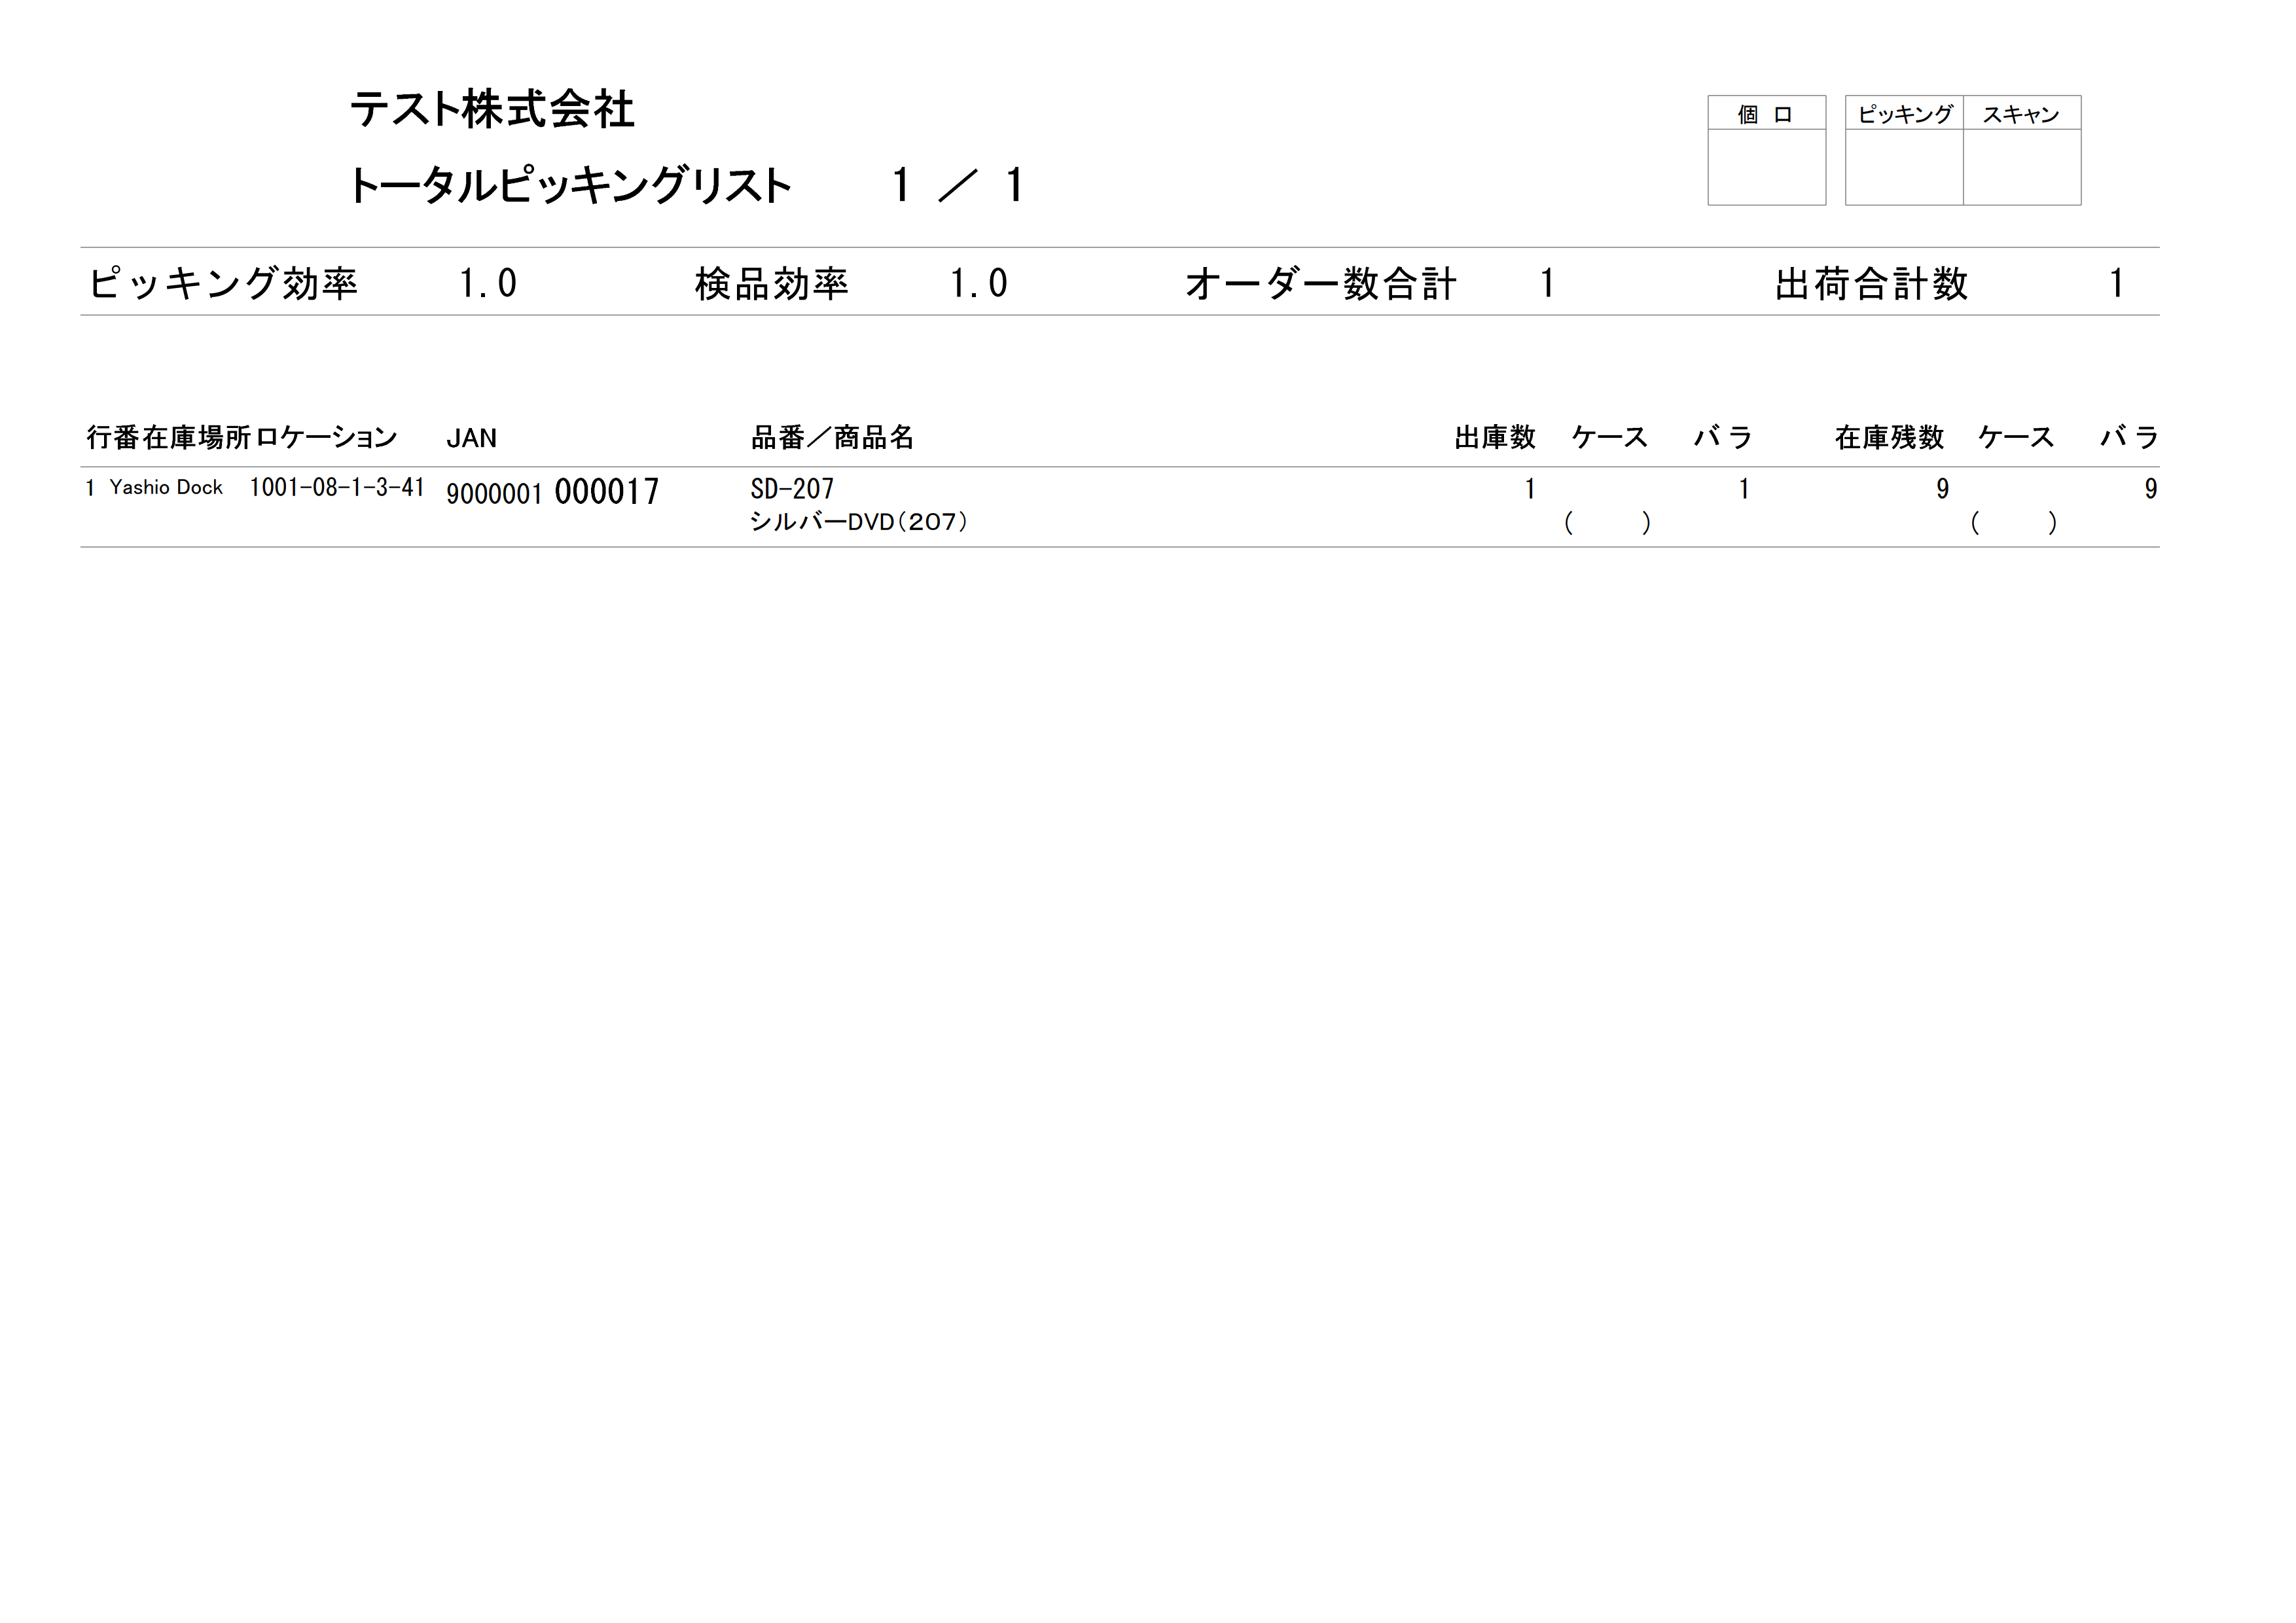 テスト株式会社
個 口 ピッキング スキャン
トータルピッキングリスト 1 ／ 1
ピッキング効率 1.0 検品効率 1.0 オーダー数合計 1 出荷合計数 1
行番在庫場所ロケーション JAN 品番／商品名 出庫数 ケース バ ラ 在庫残数 ケース バ ラ
1 Yashio Dock 1001-08-1-3-41 9000001 000017 SD-207 1 1 9 9
シルバーDVD（２０７） ( ) ( )